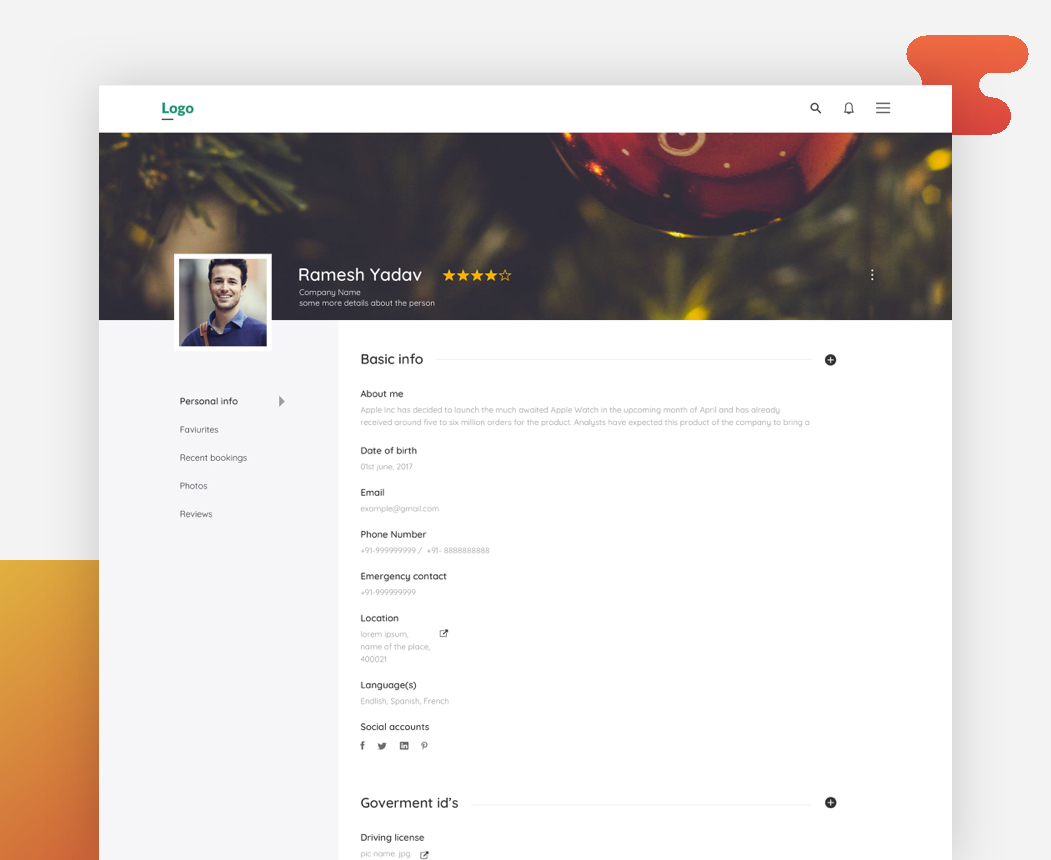 Logo
Ramesh Yadav
Company Name
some more details about the person
Personal info
Faviurites
Recent bookings
Photos
Reviews
Basic info
About me
Apple Inc has decided to launch the much awaited Apple Watch in the upcoming month of April and has already
received around five to six million orders for the product. Analysts have expected this product of the company to bring a
Date of birth
01st june, 2017
Email
example@gmail.com
Phone Number
+91-999999999 / +91- 8888888888
Emergency contact
+91-999999999
Location
lorem ipsum,
name of the place,
400021
Language(s)
Endlish, Spanish, French
Social accounts
Goverment id's
Driving license
pic name. jpg